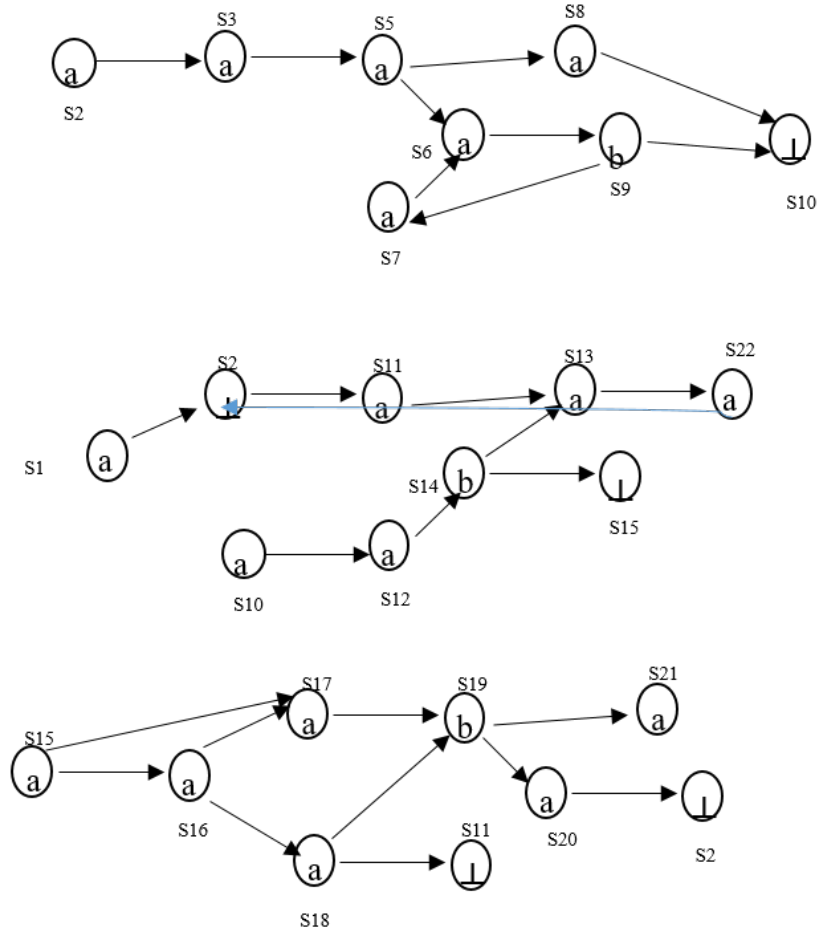 S3 S5 S8
a a a a
S2
S6 a b ⊥
S9 S10
a
S7
S2 S11 S13 S22
⊥ a a a
S1 a
S14 b ⊥
S15
a a
S10 S12
S17 S19 S21
a b a
S15
a a a ⊥
S16 S20 S2
S11
a ⊥
S18